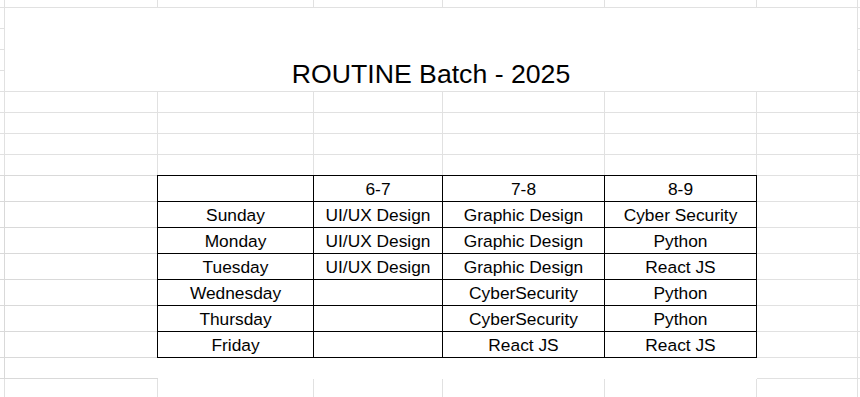 ROUTINE Batch - 2025
6-7 7-8 8-9
Sunday UI/UX Design Graphic Design Cyber Security
Monday UI/UX Design Graphic Design Python
Tuesday UI/UX Design Graphic Design React JS
Wednesday CyberSecurity Python
Thursday CyberSecurity Python
Friday React JS React JS